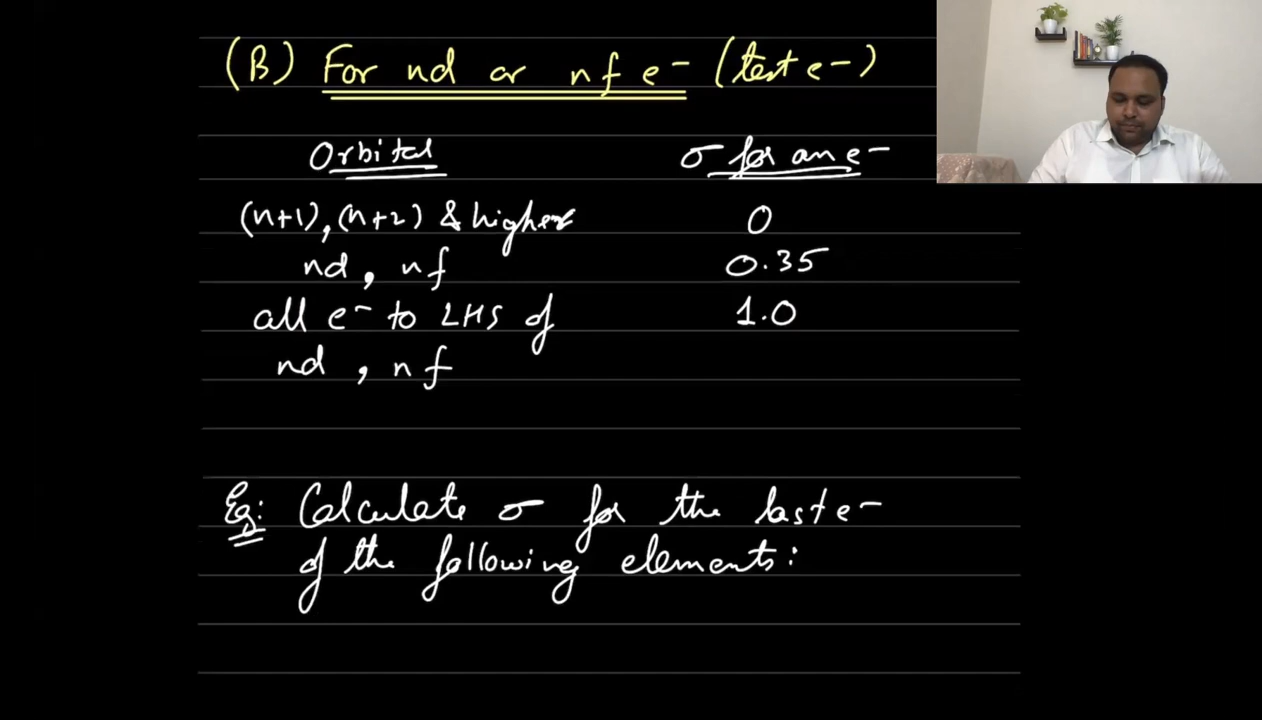 (B) For nd or nf e- (test e-)
Orbital σ for an e-
(n+1), (n+2) & higher 0
nd, nf 0.35
all e- to LHS of 1.0
nd, nf
Eg: Calculate σ for the last e-
of the following elements: